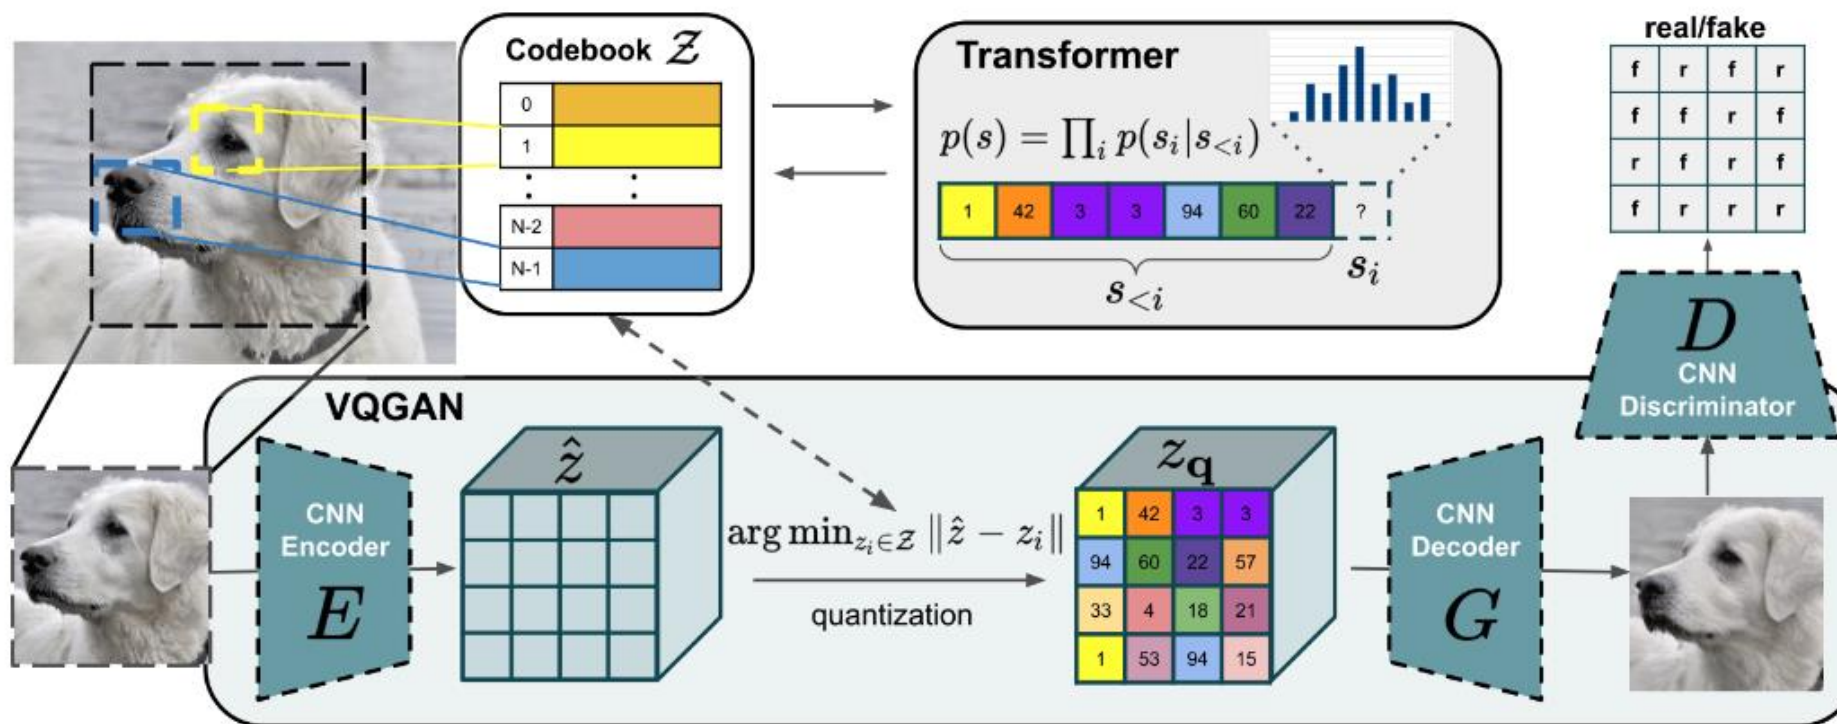 Codebook 𝒵
0
1
⋮ ⋮
N-2
N-1
Transformer
p(s) = ∏ᵢ p(sᵢ|s<ᵢ)
1 42 3 3 94 60 22 ?
s<ᵢ
sᵢ
real/fake
f r f r
f f r f
r f r f
f r r r
D
CNN
Discriminator
VQGAN
CNN
Encoder
E
ẑ
arg min_{zᵢ∈𝒵} ‖ẑ − zᵢ‖
quantization
z_𝐪
1 42 3 3
94 60 22 57
33 4 18 21
1 53 94 15
CNN
Decoder
G